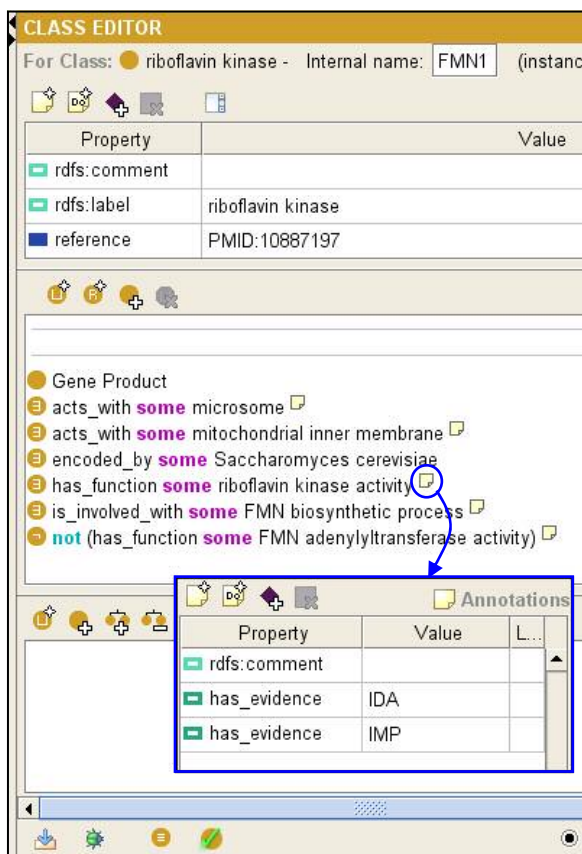 CLASS EDITOR
For Class: riboflavin kinase - Internal name: FMN1 (instanc
Property Value
rdfs:comment
rdfs:label riboflavin kinase
reference PMID:10887197
Gene Product
acts_with some microsome
acts_with some mitochondrial inner membrane
encoded_by some Saccharomyces cerevisiae
has_function some riboflavin kinase activity
is_involved_with some FMN biosynthetic process
not (has_function some FMN adenylyltransferase activity)
Annotations
Property Value L...
rdfs:comment
has_evidence IDA
has_evidence IMP